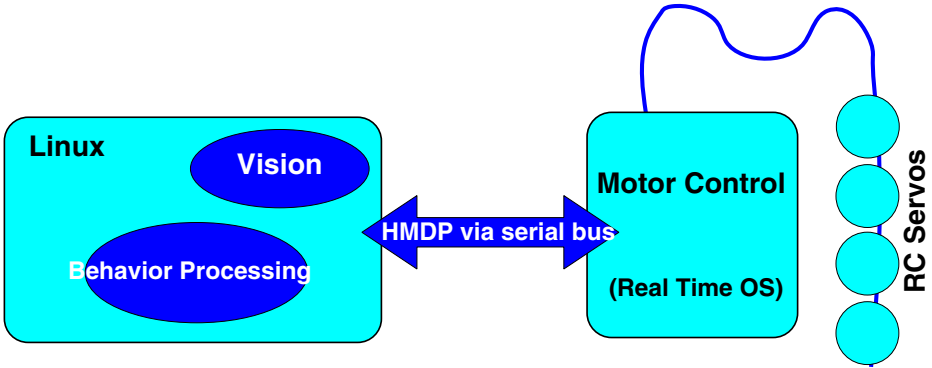 Linux
Vision
Behavior Processing
HMDP via serial bus
Motor Control
(Real Time OS)
RC Servos